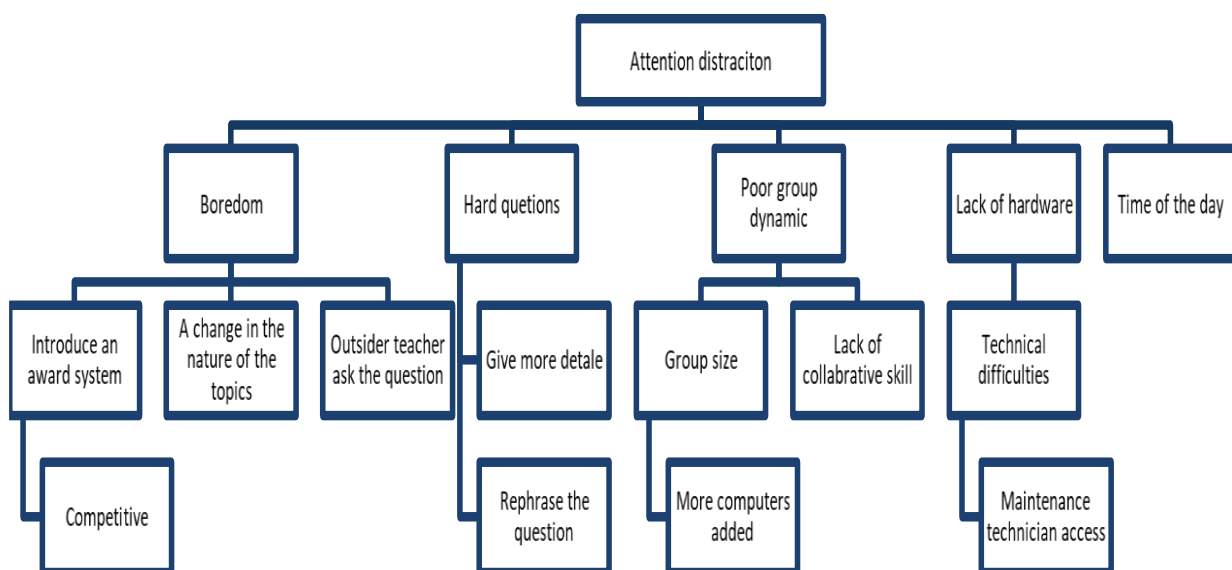 Attention distraciton
Boredom
Hard quetions
Poor group
dynamic
Lack of hardware
Time of the day
Introduce an
award system
A change in the
nature of the
topics
Outsider teacher
ask the question
Give more detale
Group size
Lack of
collabrative skill
Technical
difficulties
Competitive
Rephrase the
question
More computers
added
Maintenance
technician access